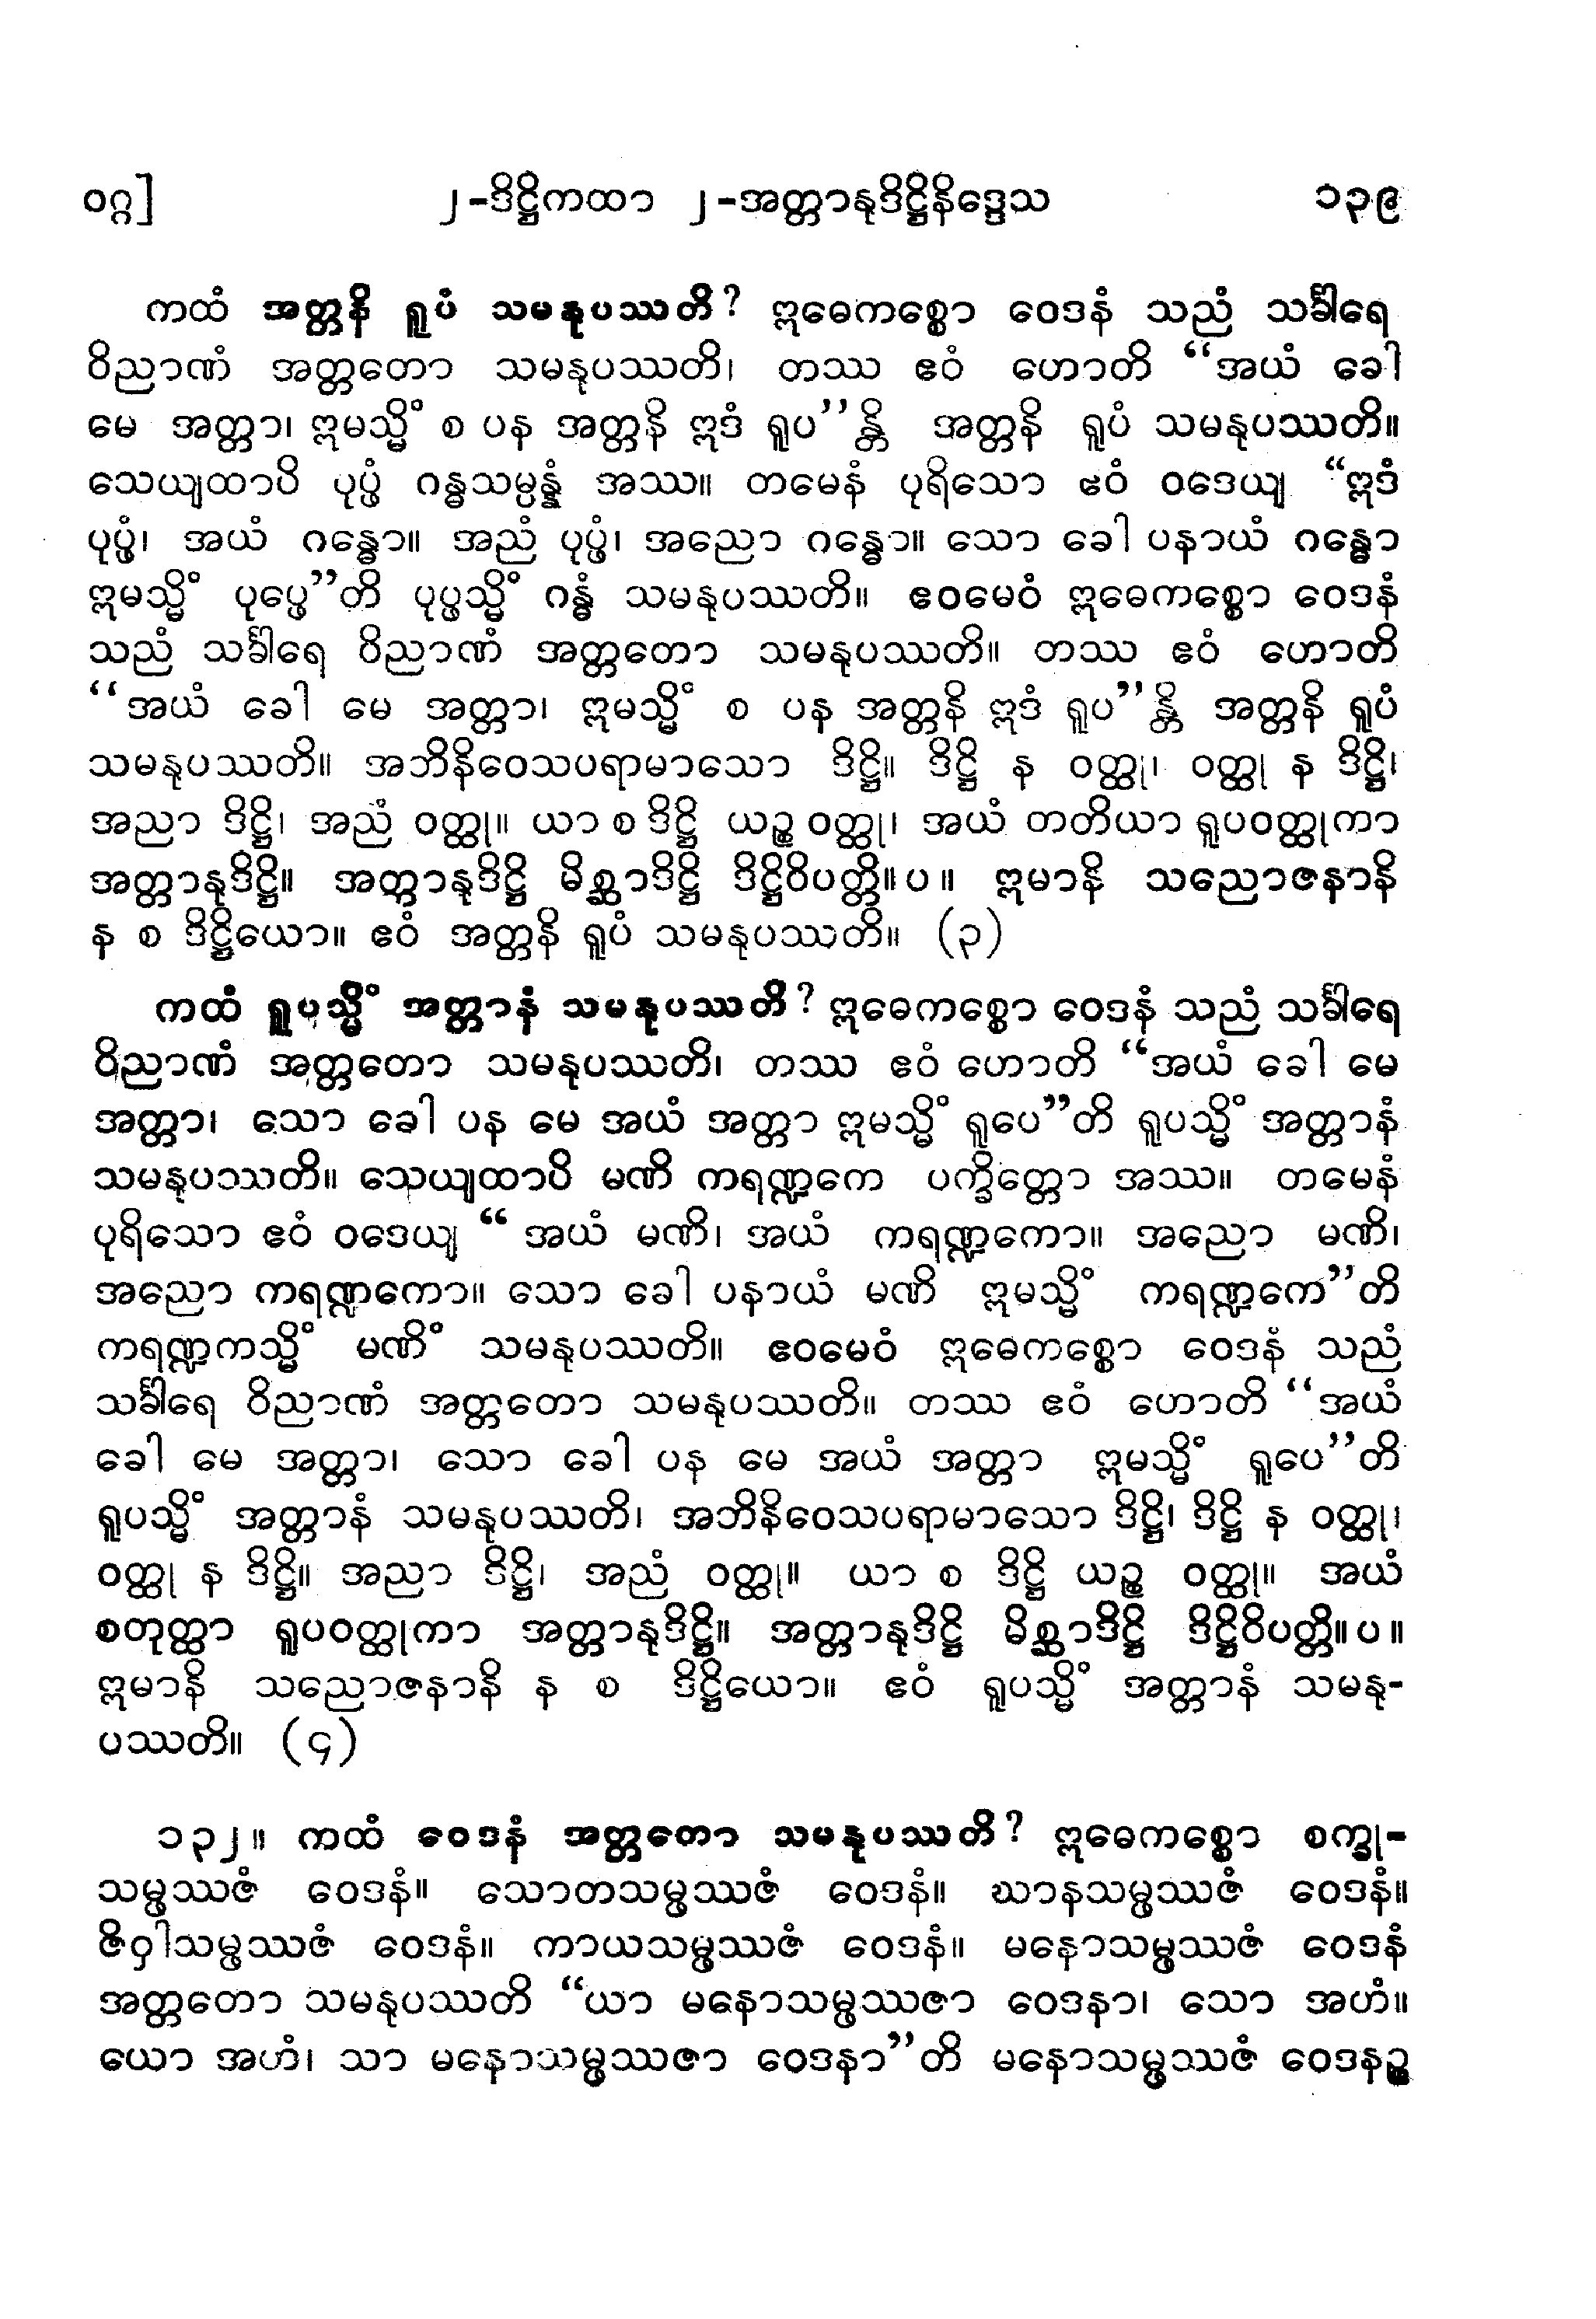 ဝဂ္ဂ] ၂-ဒိဋ္ဌိကထာ ၂-အတ္တာနုဒိဋ္ဌိနိဒ္ဒေသ ၁၃၉
ကထံ အတ္တနိ ရူပံ သမနုပဿတိ? ဣဓေကစ္စော ဝေဒနံ သညံ သင်္ခါရေ
ဝိညာဏံ အတ္တတော သမနုပဿတိ၊ တဿ ဧဝံ ဟောတိ “အယံ ခေါ
မေ အတ္တာ၊ ဣမသ္မိံ စ ပန အတ္တနိ ဣဒံ ရူပ”န္တိ အတ္တနိ ရူပံ သမနုပဿတိ။
သေယျထာပိ ပုပ္ဖံ ဂန္ဓသမ္ပန္နံ အဿ။ တမေနံ ပုရိသော ဧဝံ ဝဒေယျ “ဣဒံ
ပုပ္ဖံ၊ အယံ ဂန္ဓော။ အညံ ပုပ္ဖံ၊ အညော ဂန္ဓော။ သော ခေါ ပနာယံ ဂန္ဓော
ဣမသ္မိံ ပုပ္ဖေ”တိ ပုပ္ဖသ္မိံ ဂန္ဓံ သမနုပဿတိ။ ဧဝမေဝံ ဣဓေကစ္စော ဝေဒနံ
သညံ သင်္ခါရေ ဝိညာဏံ အတ္တတော သမနုပဿတိ။ တဿ ဧဝံ ဟောတိ
“အယံ ခေါ မေ အတ္တာ၊ ဣမသ္မိံ စ ပန အတ္တနိ ဣဒံ ရူပ”န္တိ အတ္တနိ ရူပံ
သမနုပဿတိ။ အဘိနိဝေသပရာမာသော ဒိဋ္ဌိ။ ဒိဋ္ဌိ န ဝတ္ထု၊ ဝတ္ထု န ဒိဋ္ဌိ၊
အညာ ဒိဋ္ဌိ၊ အညံ ဝတ္ထု။ ယာ စ ဒိဋ္ဌိ ယဉ္စ ဝတ္ထု၊ အယံ တတိယာ ရူပဝတ္ထုကာ
အတ္တာနုဒိဋ္ဌိ။ အတ္တာနုဒိဋ္ဌိ မိစ္ဆာဒိဋ္ဌိ ဒိဋ္ဌိဝိပတ္တိ။ပ။ ဣမာနိ သညောဇနာနိ
န စ ဒိဋ္ဌိယော။ ဧဝံ အတ္တနိ ရူပံ သမနုပဿတိ။ (၃)
ကထံ ရူပသ္မိံ အတ္တာနံ သမနုပဿတိ? ဣဓေကစ္စော ဝေဒနံ သညံ သင်္ခါရေ
ဝိညာဏံ အတ္တတော သမနုပဿတိ၊ တဿ ဧဝံ ဟောတိ “အယံ ခေါ မေ
အတ္တာ၊ သော ခေါ ပန မေ အယံ အတ္တာ ဣမသ္မိံ ရူပေ”တိ ရူပသ္မိံ အတ္တာနံ
သမနုပဿတိ။ သေယျထာပိ မဏိ ကရဏ္ဍကေ ပက္ခိတ္တော အဿ။ တမေနံ
ပုရိသော ဧဝံ ဝဒေယျ “အယံ မဏိ၊ အယံ ကရဏ္ဍကော။ အညော မဏိ၊
အညော ကရဏ္ဍကော။ သော ခေါ ပနာယံ မဏိ ဣမသ္မိံ ကရဏ္ဍကေ”တိ
ကရဏ္ဍကသ္မိံ မဏိံ သမနုပဿတိ။ ဧဝမေဝံ ဣဓေကစ္စော ဝေဒနံ သညံ
သင်္ခါရေ ဝိညာဏံ အတ္တတော သမနုပဿတိ။ တဿ ဧဝံ ဟောတိ “အယံ
ခေါ မေ အတ္တာ၊ သော ခေါ ပန မေ အယံ အတ္တာ ဣမသ္မိံ ရူပေ”တိ
ရူပသ္မိံ အတ္တာနံ သမနုပဿတိ၊ အဘိနိဝေသပရာမာသော ဒိဋ္ဌိ၊ ဒိဋ္ဌိ န ဝတ္ထု၊
ဝတ္ထု န ဒိဋ္ဌိ။ အညာ ဒိဋ္ဌိ၊ အညံ ဝတ္ထု။ ယာ စ ဒိဋ္ဌိ ယဉ္စ ဝတ္ထု။ အယံ
စတုတ္ထာ ရူပဝတ္ထုကာ အတ္တာနုဒိဋ္ဌိ။ အတ္တာနုဒိဋ္ဌိ မိစ္ဆာဒိဋ္ဌိ ဒိဋ္ဌိဝိပတ္တိ။ပ။
ဣမာနိ သညောဇနာနိ န စ ဒိဋ္ဌိယော။ ဧဝံ ရူပသ္မိံ အတ္တာနံ သမနု-
ပဿတိ။ (၄)
၁၃၂။ ကထံ ဝေဒနံ အတ္တတော သမနုပဿတိ? ဣဓေကစ္စော စက္ခု-
သမ္ဖဿဇံ ဝေဒနံ။ သောတသမ္ဖဿဇံ ဝေဒနံ။ ဃာနသမ္ဖဿဇံ ဝေဒနံ။
ဇိဝှါသမ္ဖဿဇံ ဝေဒနံ။ ကာယသမ္ဖဿဇံ ဝေဒနံ။ မနောသမ္ဖဿဇံ ဝေဒနံ
အတ္တတော သမနုပဿတိ “ယာ မနောသမ္ဖဿဇာ ဝေဒနာ၊ သော အဟံ။
ယော အဟံ၊ သာ မနောသမ္ဖဿဇာ ဝေဒနာ”တိ မနောသမ္ဖဿဇံ ဝေဒနဉ္စ